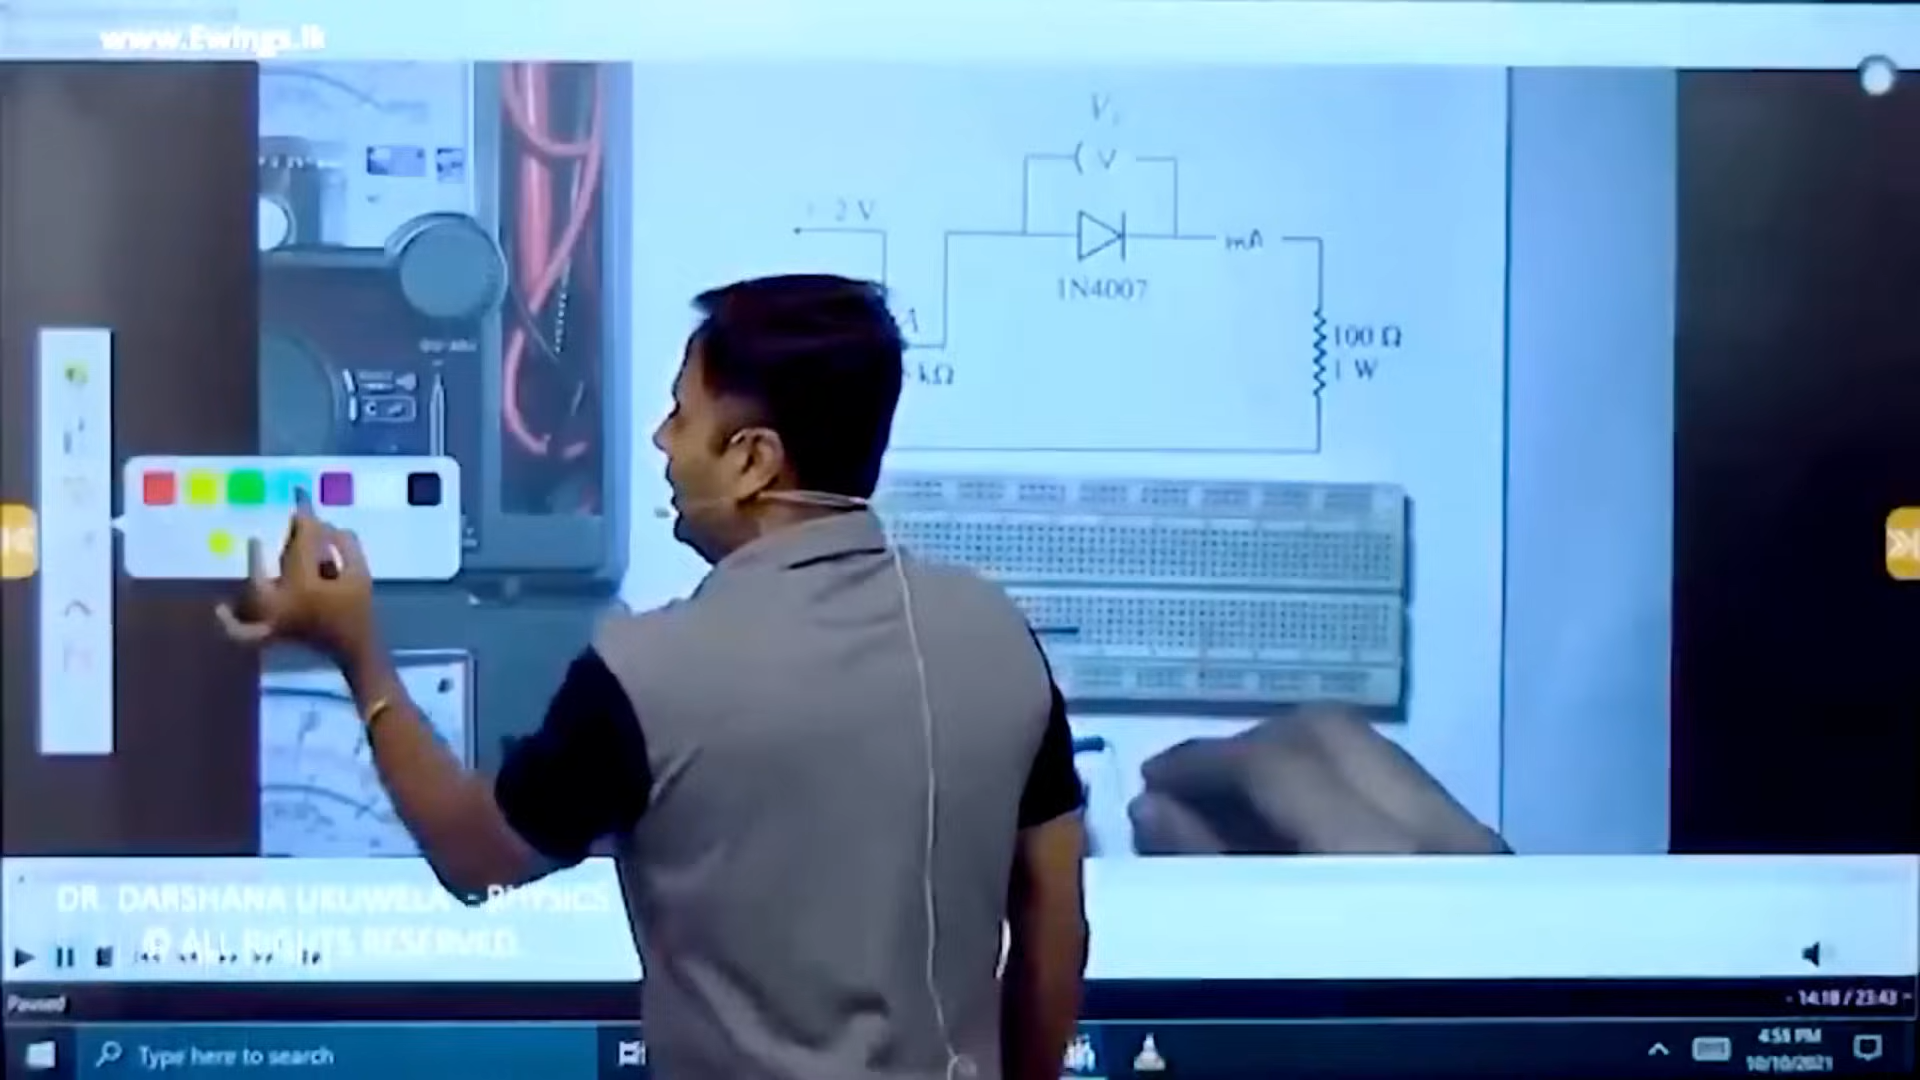 www.Ewings.lk
2 V
V
mA
1N4007
A
kΩ
100 Ω
1 W
DR. DARSHANA UKUWELA - PHYSICS
© ALL RIGHTS RESERVED.
Paused
14:18 / 23:43
Type here to search
4:55 PM
10/10/2021